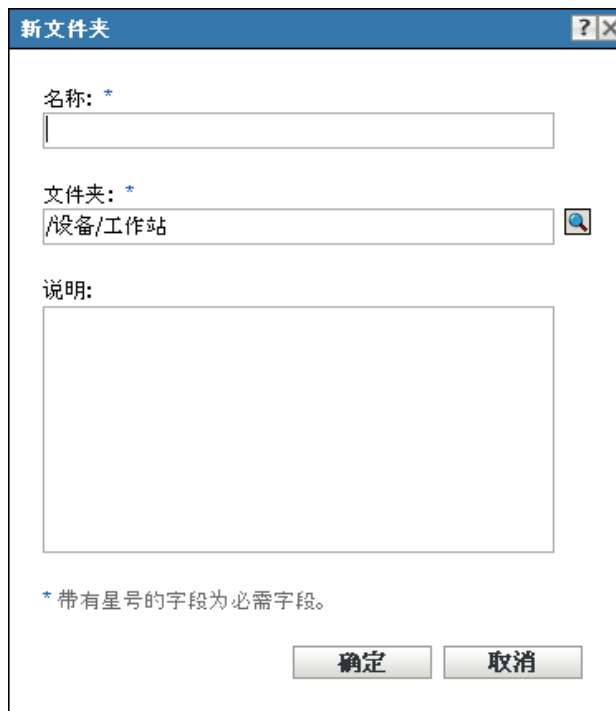 新文件夹
名称: *
文件夹: *
/设备/工作站
说明:
* 带有星号的字段为必需字段。
确定 取消